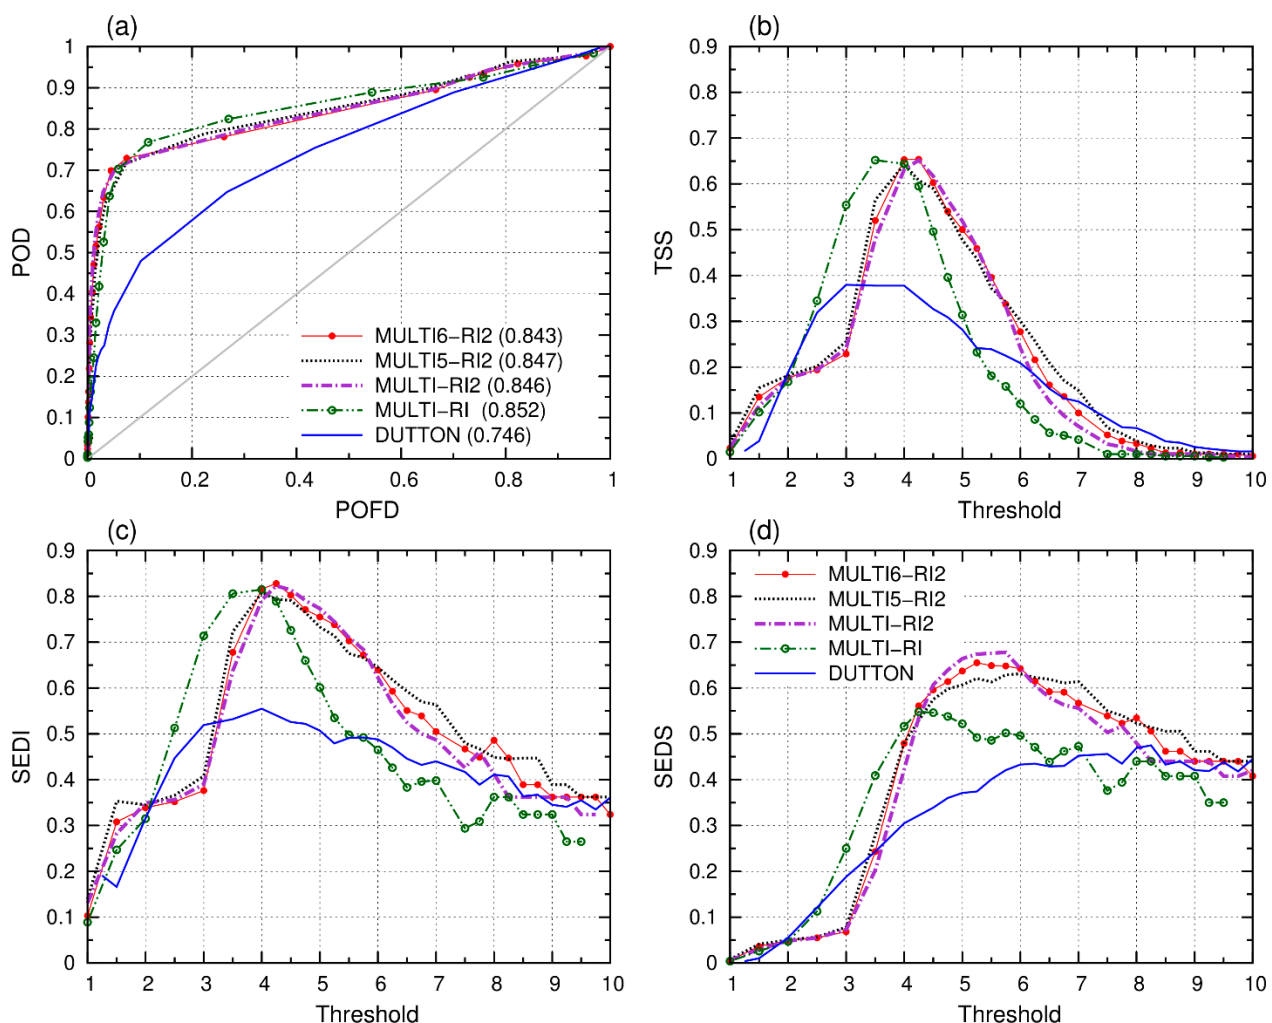 (a)
1
0.9
0.8
0.7
0.6
0.5
0.4
0.3
0.2
0.1
0
POD
0 0.2 0.4 0.6 0.8 1
POFD
MULTI6-RI2 (0.843)
MULTI5-RI2 (0.847)
MULTI-RI2 (0.846)
MULTI-RI (0.852)
DUTTON (0.746)
(b)
0.9
0.8
0.7
0.6
0.5
0.4
0.3
0.2
0.1
0
TSS
1 2 3 4 5 6 7 8 9 10
Threshold
(c)
0.9
0.8
0.7
0.6
0.5
0.4
0.3
0.2
0.1
0
SEDI
1 2 3 4 5 6 7 8 9 10
Threshold
(d)
0.9
0.8
0.7
0.6
0.5
0.4
0.3
0.2
0.1
0
SEDS
MULTI6-RI2
MULTI5-RI2
MULTI-RI2
MULTI-RI
DUTTON
1 2 3 4 5 6 7 8 9 10
Threshold